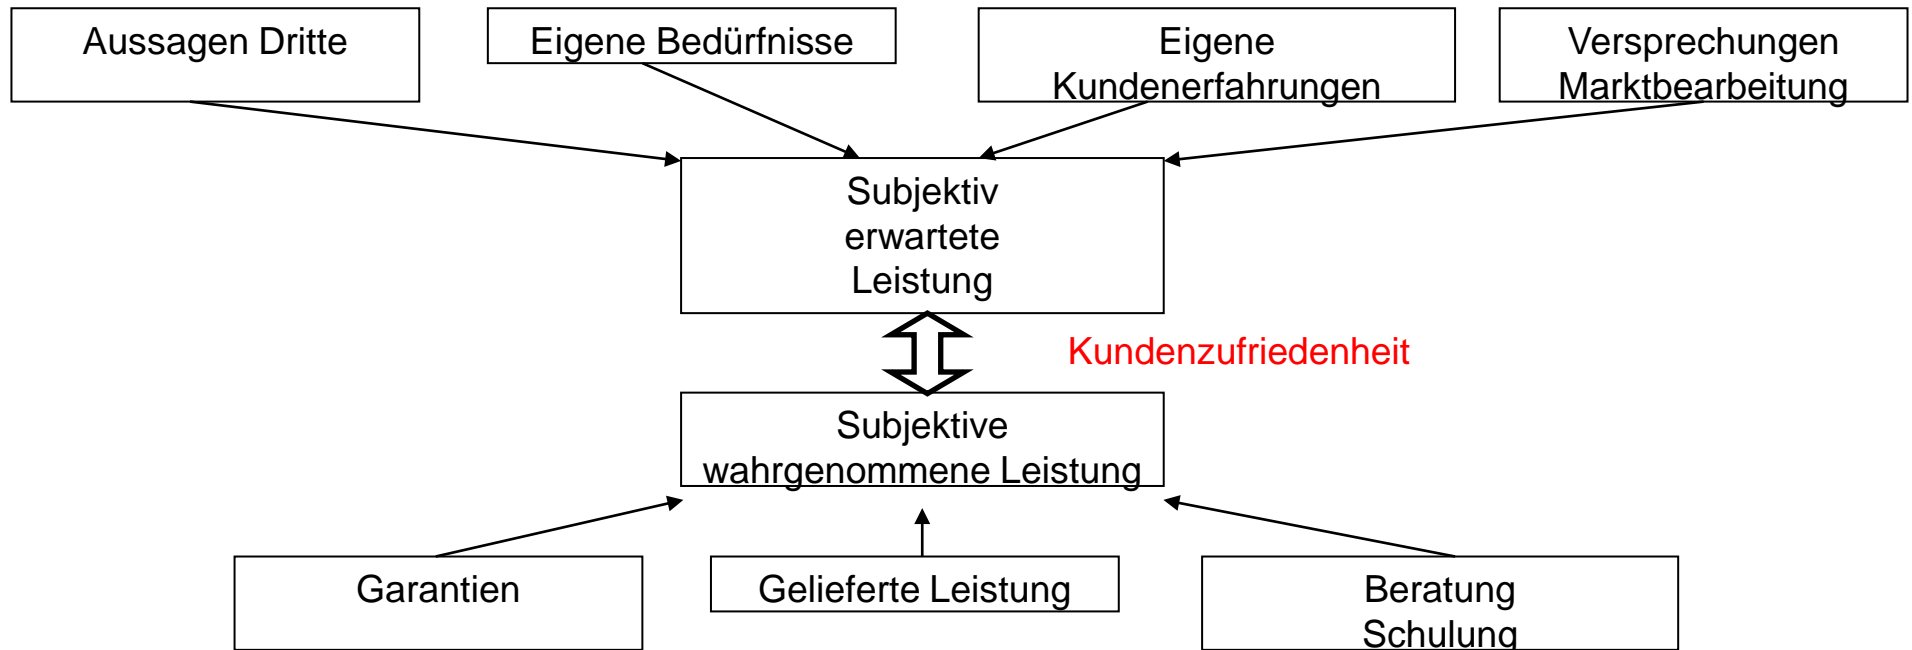 Aussagen Dritte
Eigene Bedürfnisse
Eigene
Kundenerfahrungen
Versprechungen
Marktbearbeitung
Subjektiv
erwartete
Leistung
Kundenzufriedenheit
Subjektive
wahrgenommene Leistung
Garantien
Gelieferte Leistung
Beratung
Schulung